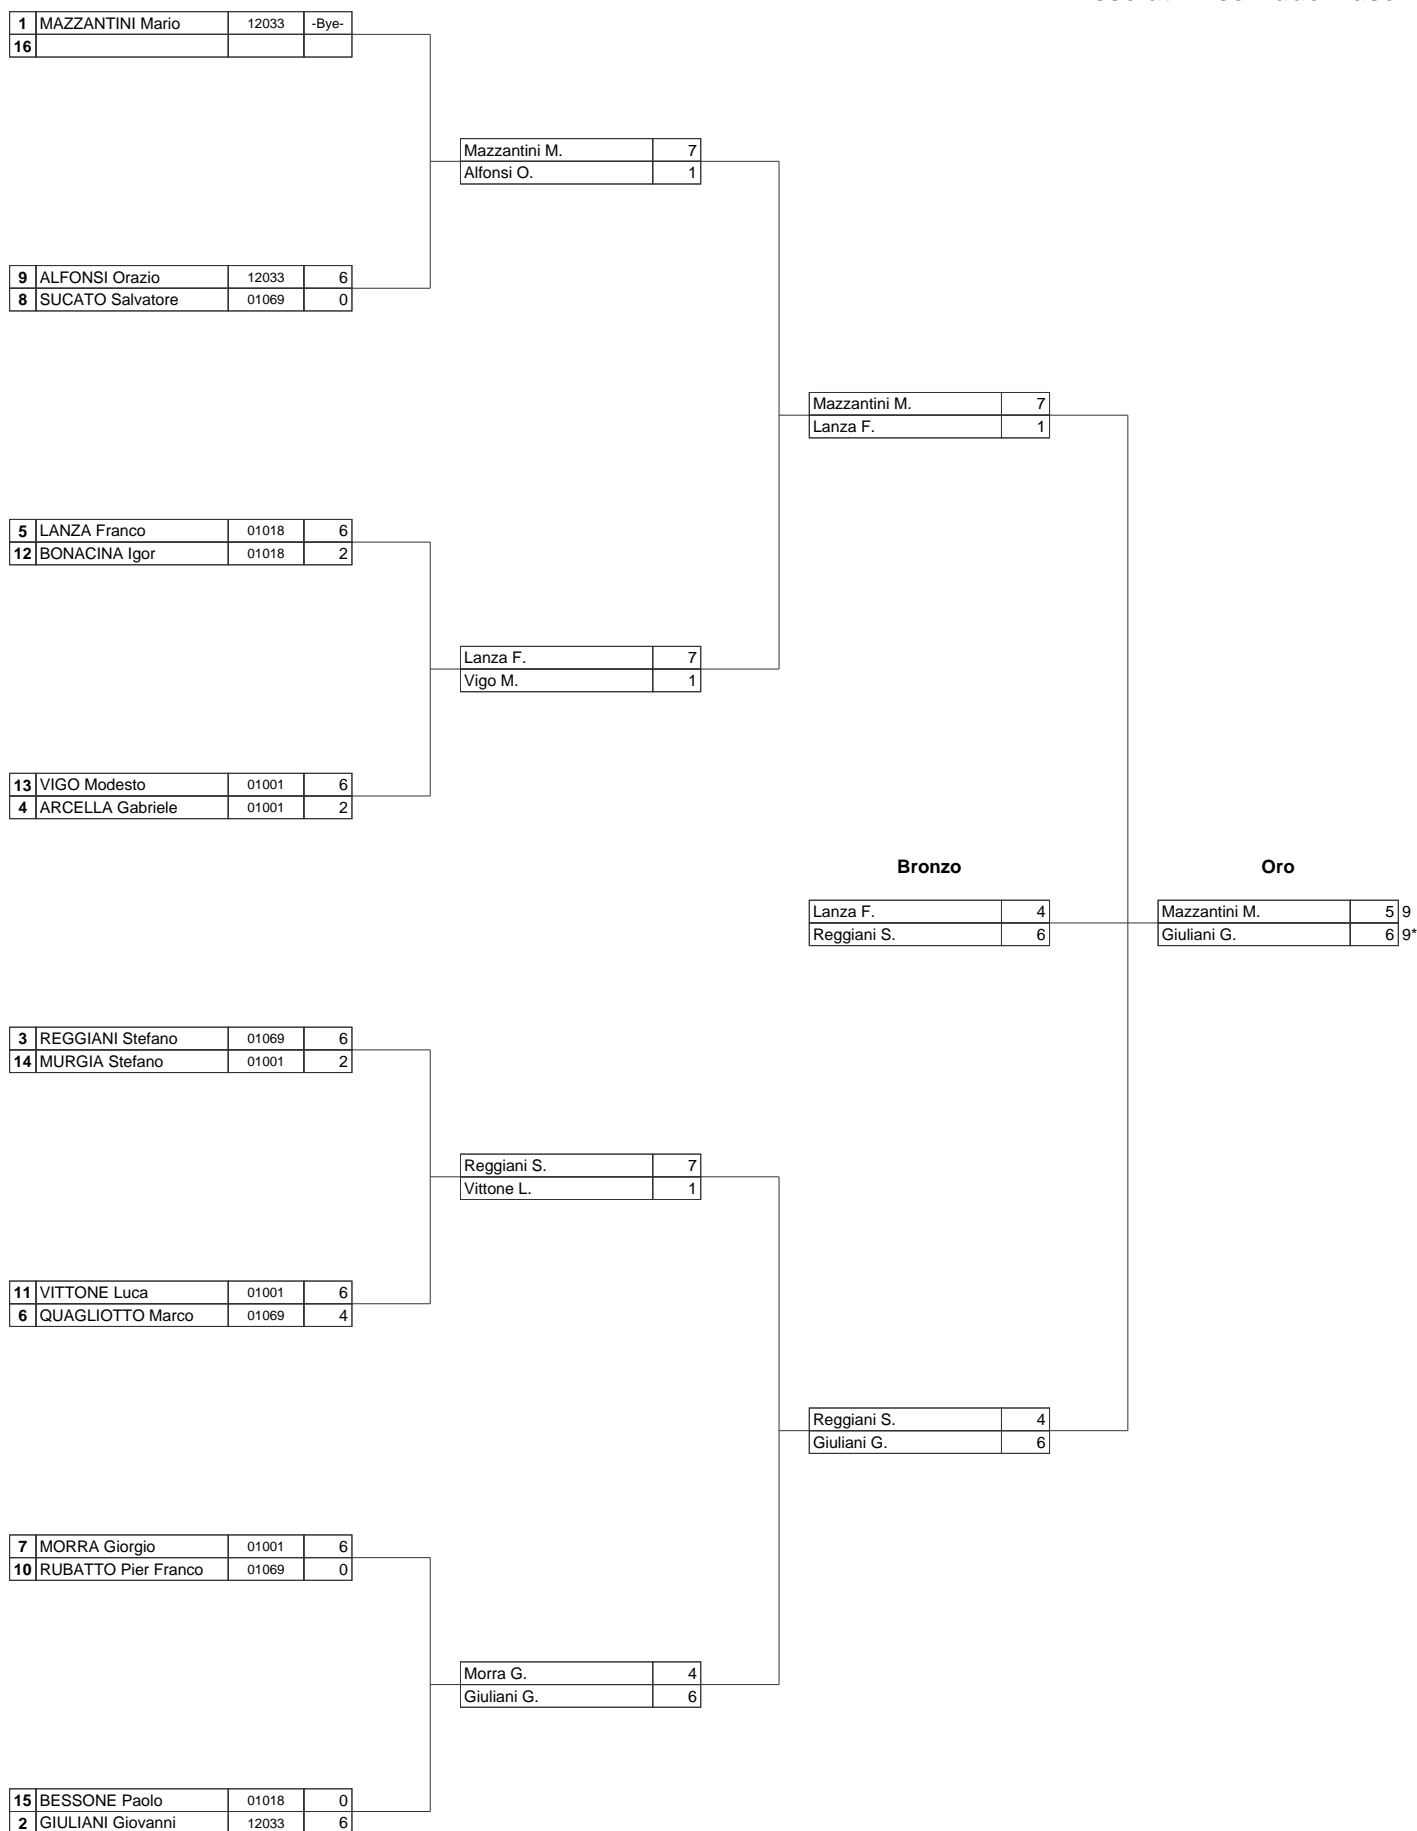 1 MAZZANTINI Mario 12033 -Bye-
16
Mazzantini M. 7
Alfonsi O. 1
9 ALFONSI Orazio 12033 6
8 SUCATO Salvatore 01069 0
Mazzantini M. 7
Lanza F. 1
5 LANZA Franco 01018 6
12 BONACINA Igor 01018 2
Lanza F. 7
Vigo M. 1
13 VIGO Modesto 01001 6
4 ARCELLA Gabriele 01001 2
Bronzo Oro
Lanza F. 4 Mazzantini M. 5 9
Reggiani S. 6 Giuliani G. 6 9*
3 REGGIANI Stefano 01069 6
14 MURGIA Stefano 01001 2
Reggiani S. 7
Vittone L. 1
11 VITTONE Luca 01001 6
6 QUAGLIOTTO Marco 01069 4
Reggiani S. 4
Giuliani G. 6
7 MORRA Giorgio 01001 6
10 RUBATTO Pier Franco 01069 0
Morra G. 4
Giuliani G. 6
15 BESSONE Paolo 01018 0
2 GIULIANI Giovanni 12033 6